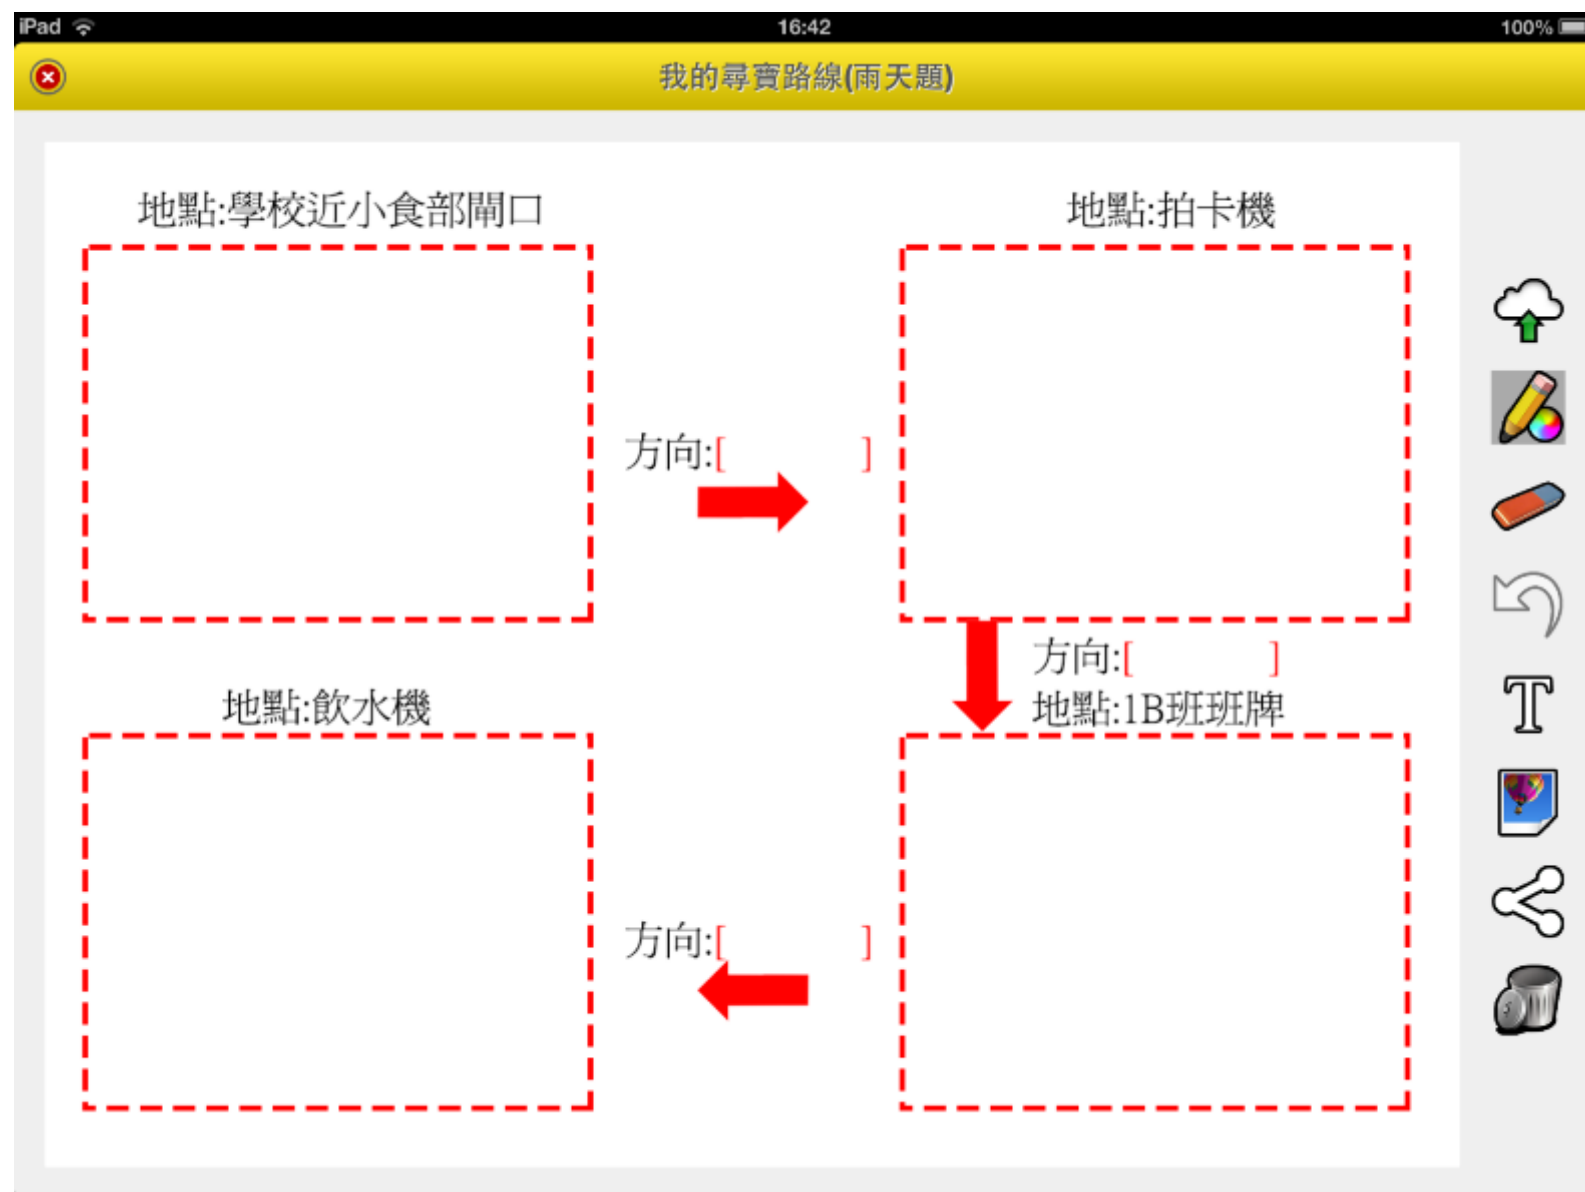 iPad 16:42 100%
我的尋寶路線(雨天題)
地點:學校近小食部閘口
地點:拍卡機
方向:[ ]
方向:[ ]
地點:飲水機
地點:1B班班牌
方向:[ ]
T